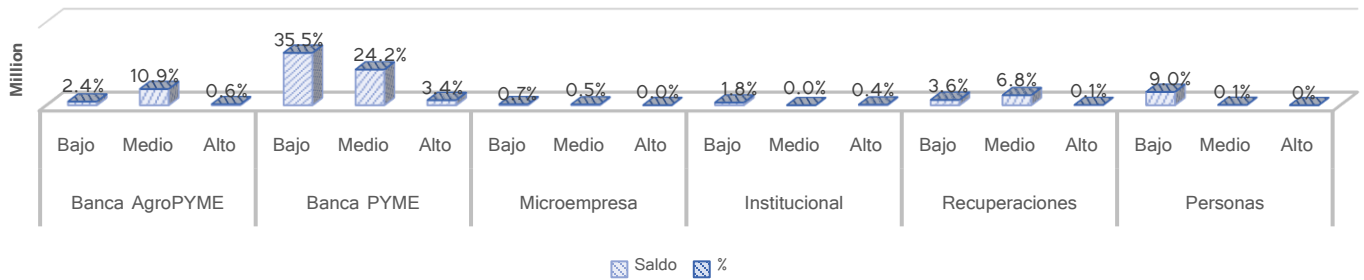 Million
2.4% 10.9% 0.6% 35.5% 24.2% 3.4% 0.7% 0.5% 0.0% 1.8% 0.0% 0.4% 3.6% 6.8% 0.1% 9.0% 0.1% 0%
Bajo Medio Alto Bajo Medio Alto Bajo Medio Alto Bajo Medio Alto Bajo Medio Alto Bajo Medio Alto
Banca AgroPYME Banca PYME Microempresa Institucional Recuperaciones Personas
Saldo %